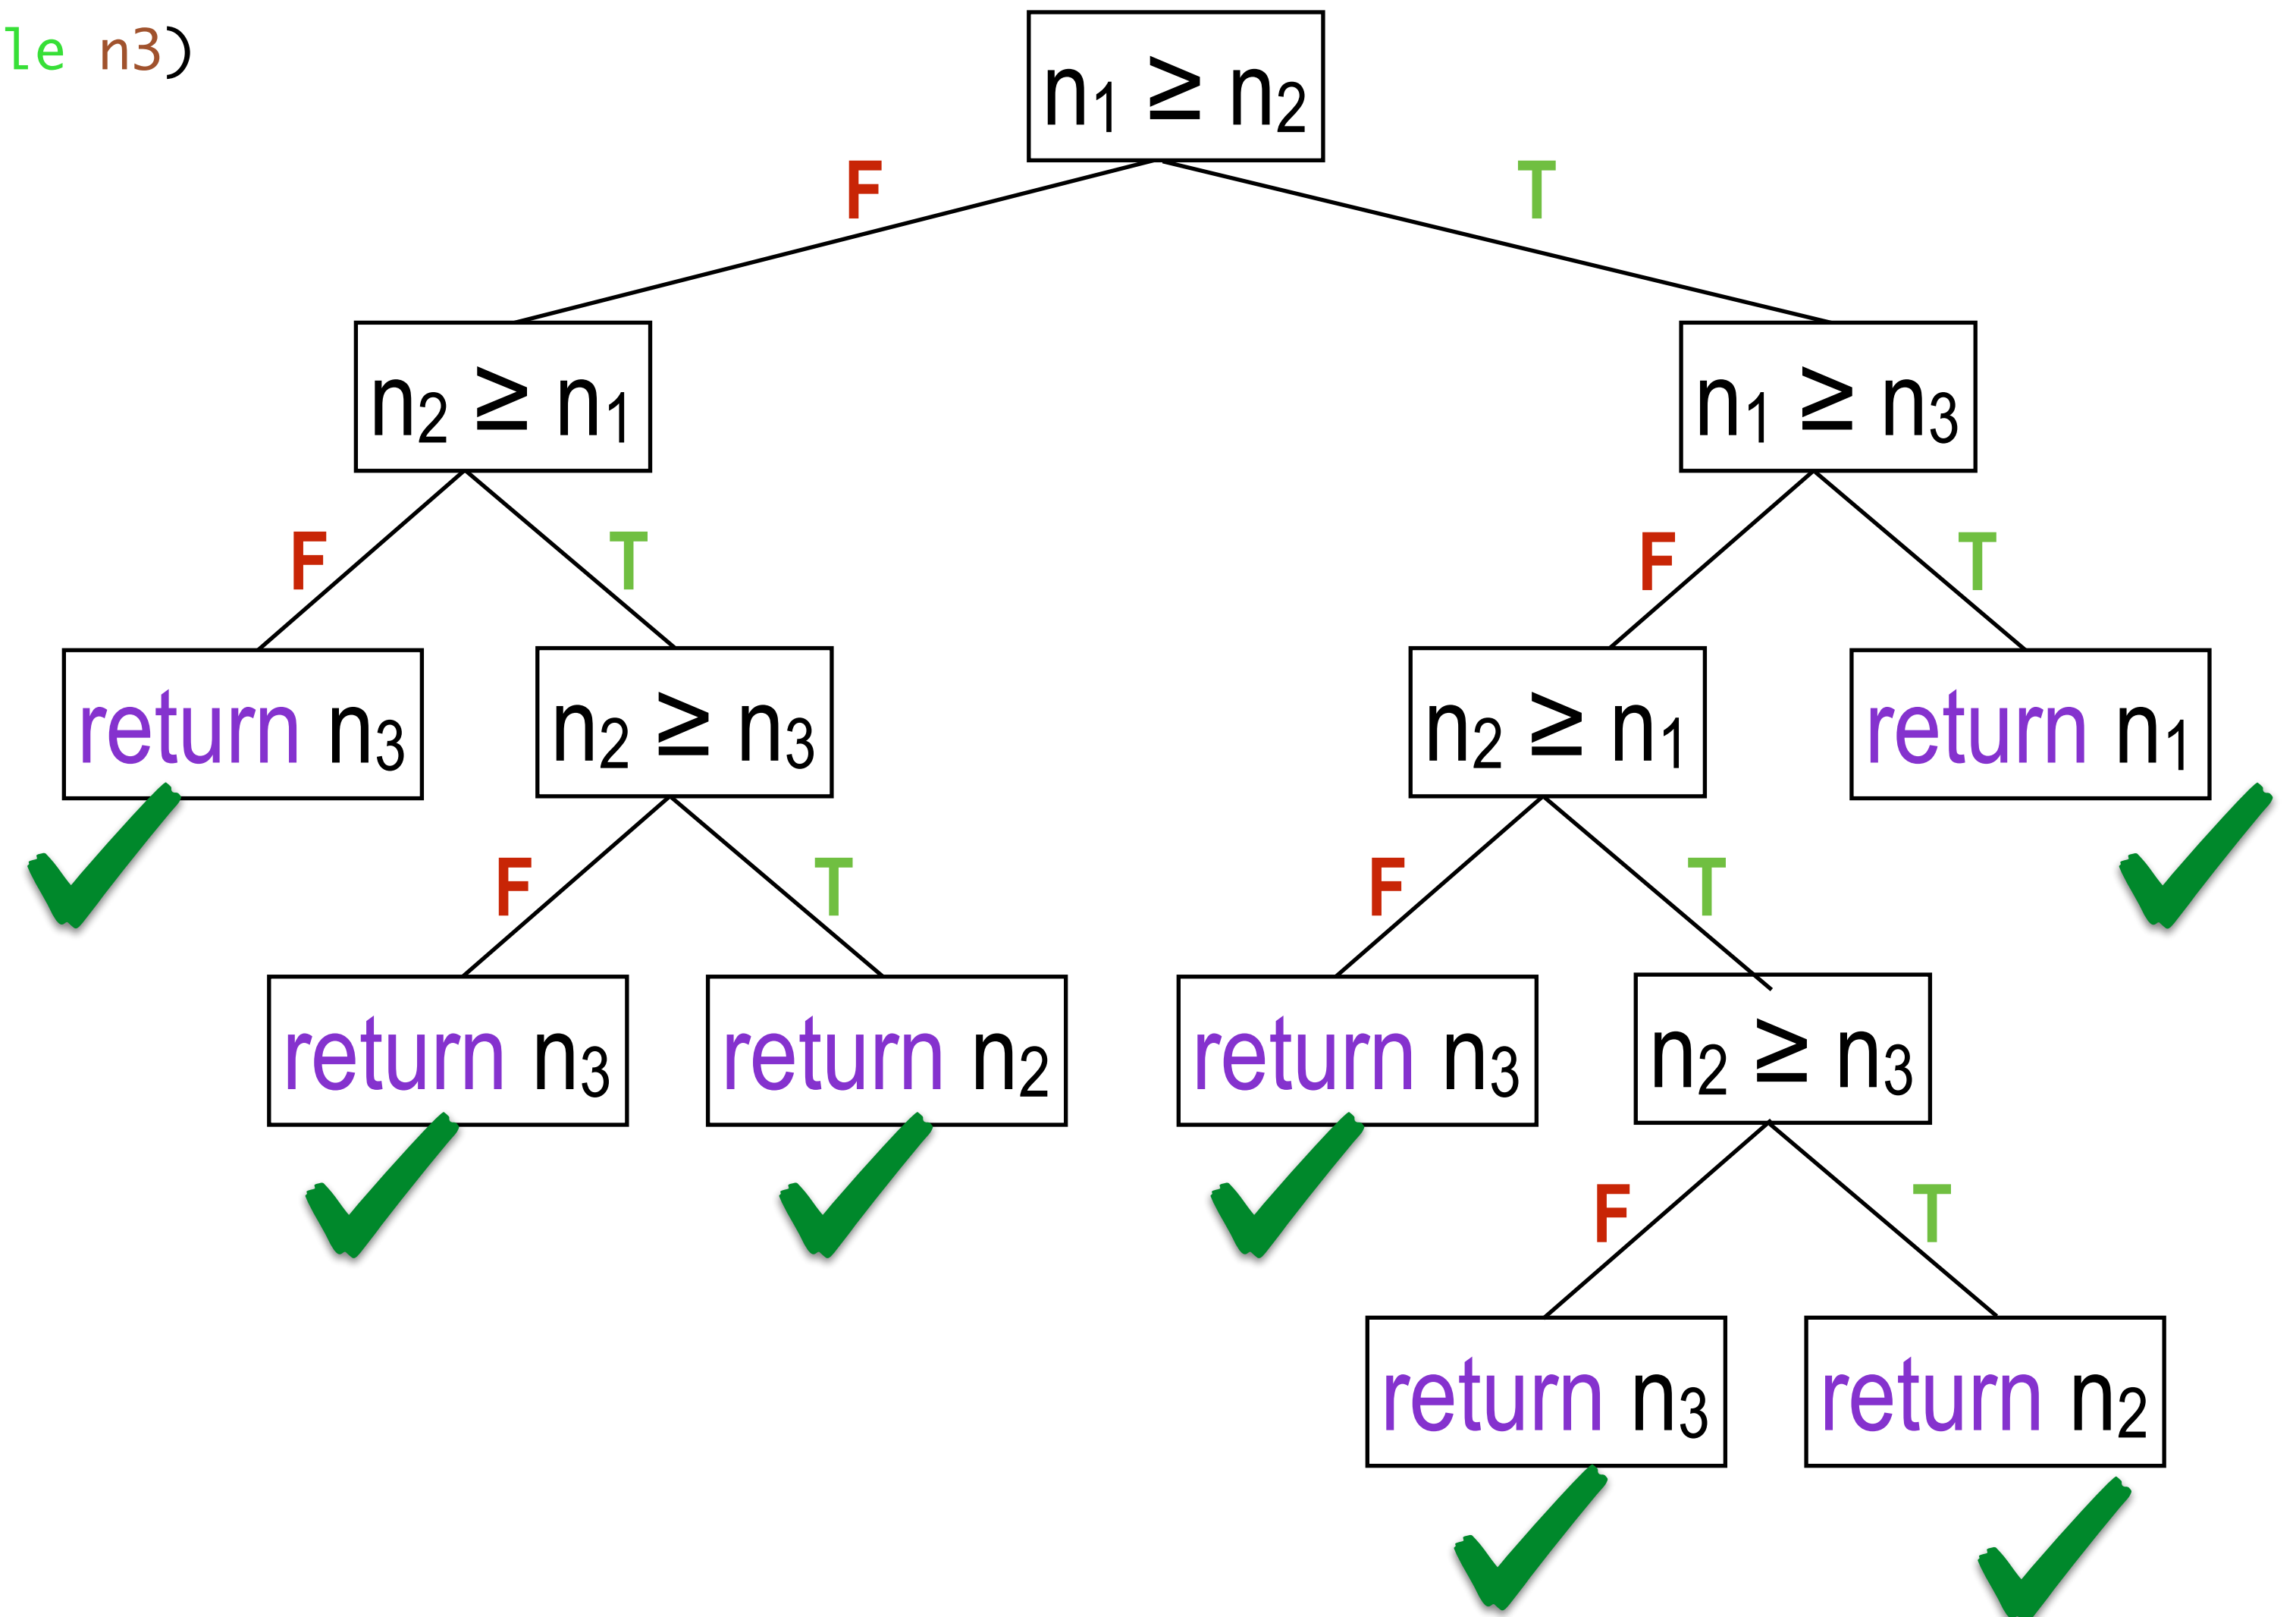 le n3)
n1 ≥ n2
F T
n2 ≥ n1 n1 ≥ n3
F T F T
return n3 n2 ≥ n3 n2 ≥ n1 return n1
F T F T
return n3 return n2 return n3 n2 ≥ n3
F T
return n3 return n2